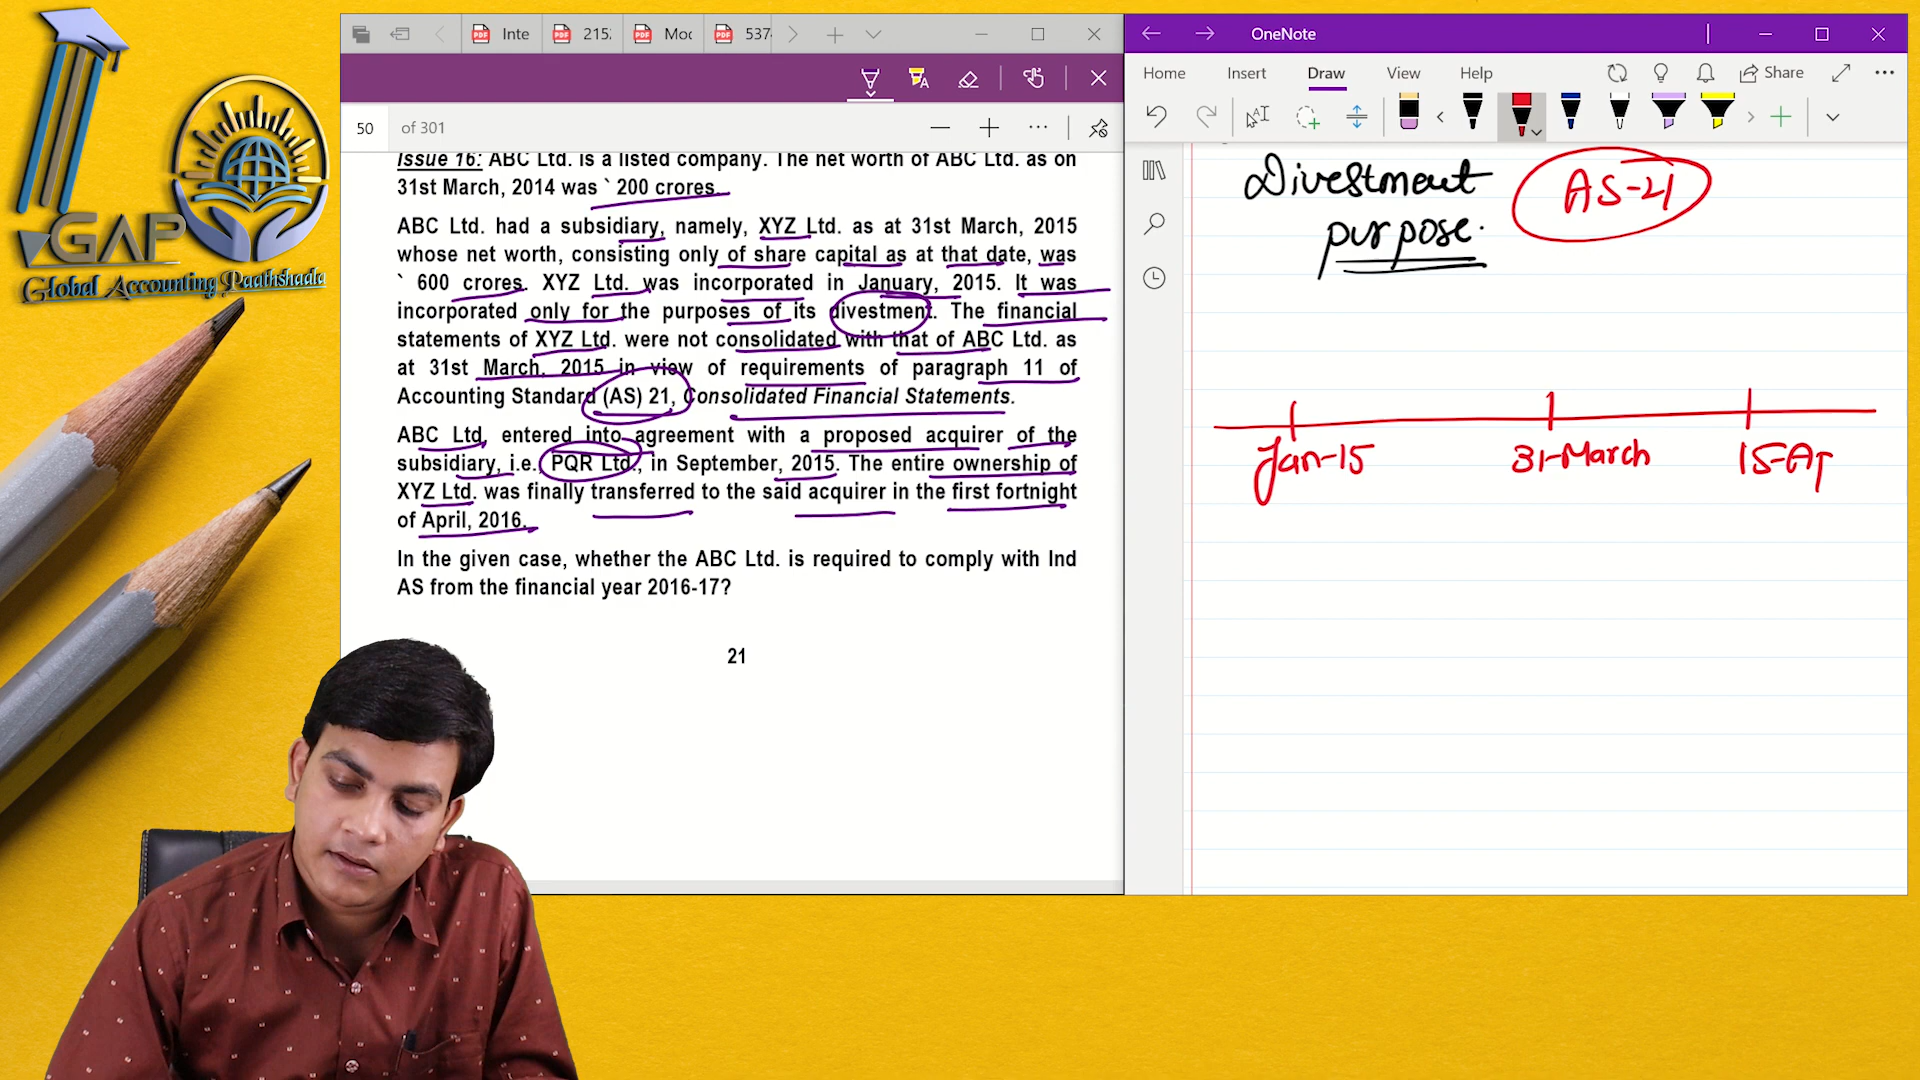 GAP
Global Accounting Paathshala
Inte
215
Moc
537
50 of 301
Issue 16: ABC Ltd. is a listed company. The net worth of ABC Ltd. as on
31st March, 2014 was ` 200 crores.
ABC Ltd. had a subsidiary, namely, XYZ Ltd. as at 31st March, 2015
whose net worth, consisting only of share capital as at that date, was
` 600 crores. XYZ Ltd. was incorporated in January, 2015. It was
incorporated only for the purposes of its divestment. The financial
statements of XYZ Ltd. were not consolidated with that of ABC Ltd. as
at 31st March, 2015 in view of requirements of paragraph 11 of
Accounting Standard (AS) 21, Consolidated Financial Statements.
ABC Ltd. entered into agreement with a proposed acquirer of the
subsidiary, i.e. PQR Ltd., in September, 2015. The entire ownership of
XYZ Ltd. was finally transferred to the said acquirer in the first fortnight
of April, 2016.
In the given case, whether the ABC Ltd. is required to comply with Ind
AS from the financial year 2016-17?
21
OneNote
Home Insert Draw View Help Share
Divestment AS-21
purpose.
Jan-15 31-March 15-Ap